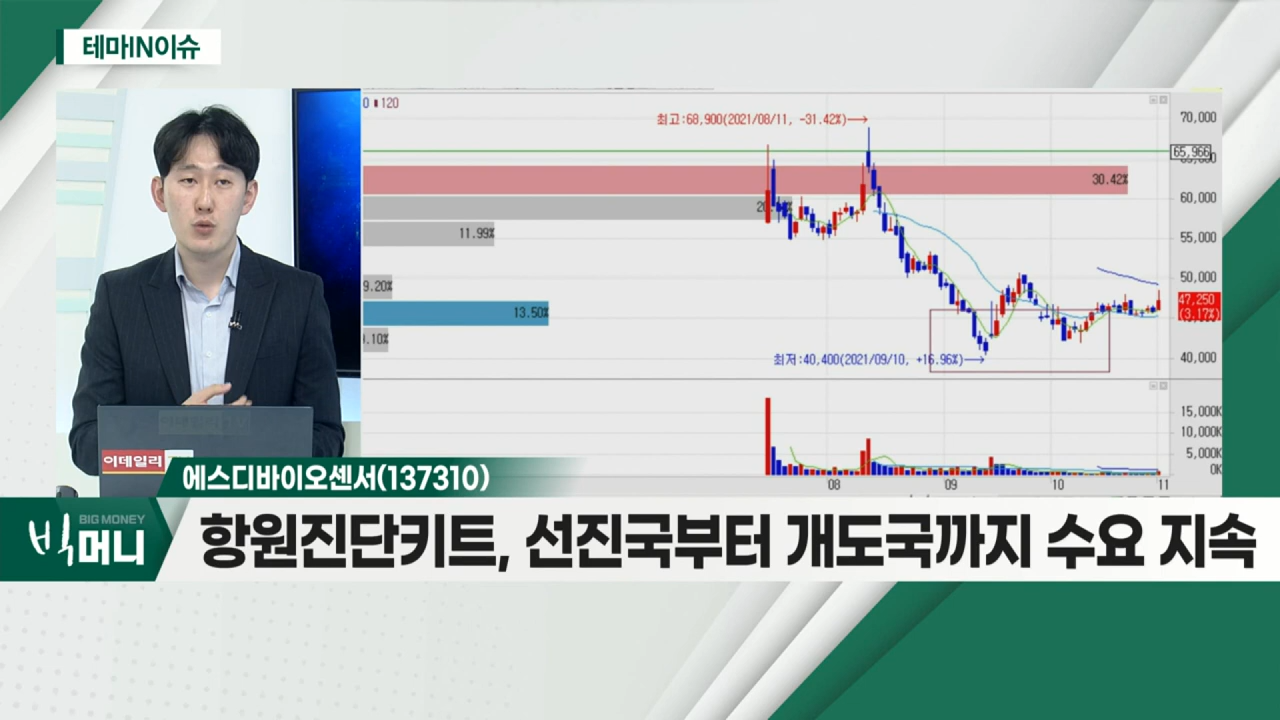 테마IN이슈
0 120
최고:68,900(2021/08/11, -31.42%)
70,000
65,966
30.42%
60,000
11.99%
55,000
50,000
9.20%
47,250
(3.17%)
13.50%
.10%
최저:40,400(2021/09/10, +16.96%)
40,000
15,000K
10,000K
5,000K
0K
08
09
10
11
이데일리
에스디바이오센서(137310)
BIG MONEY
빅머니
항원진단키트, 선진국부터 개도국까지 수요 지속